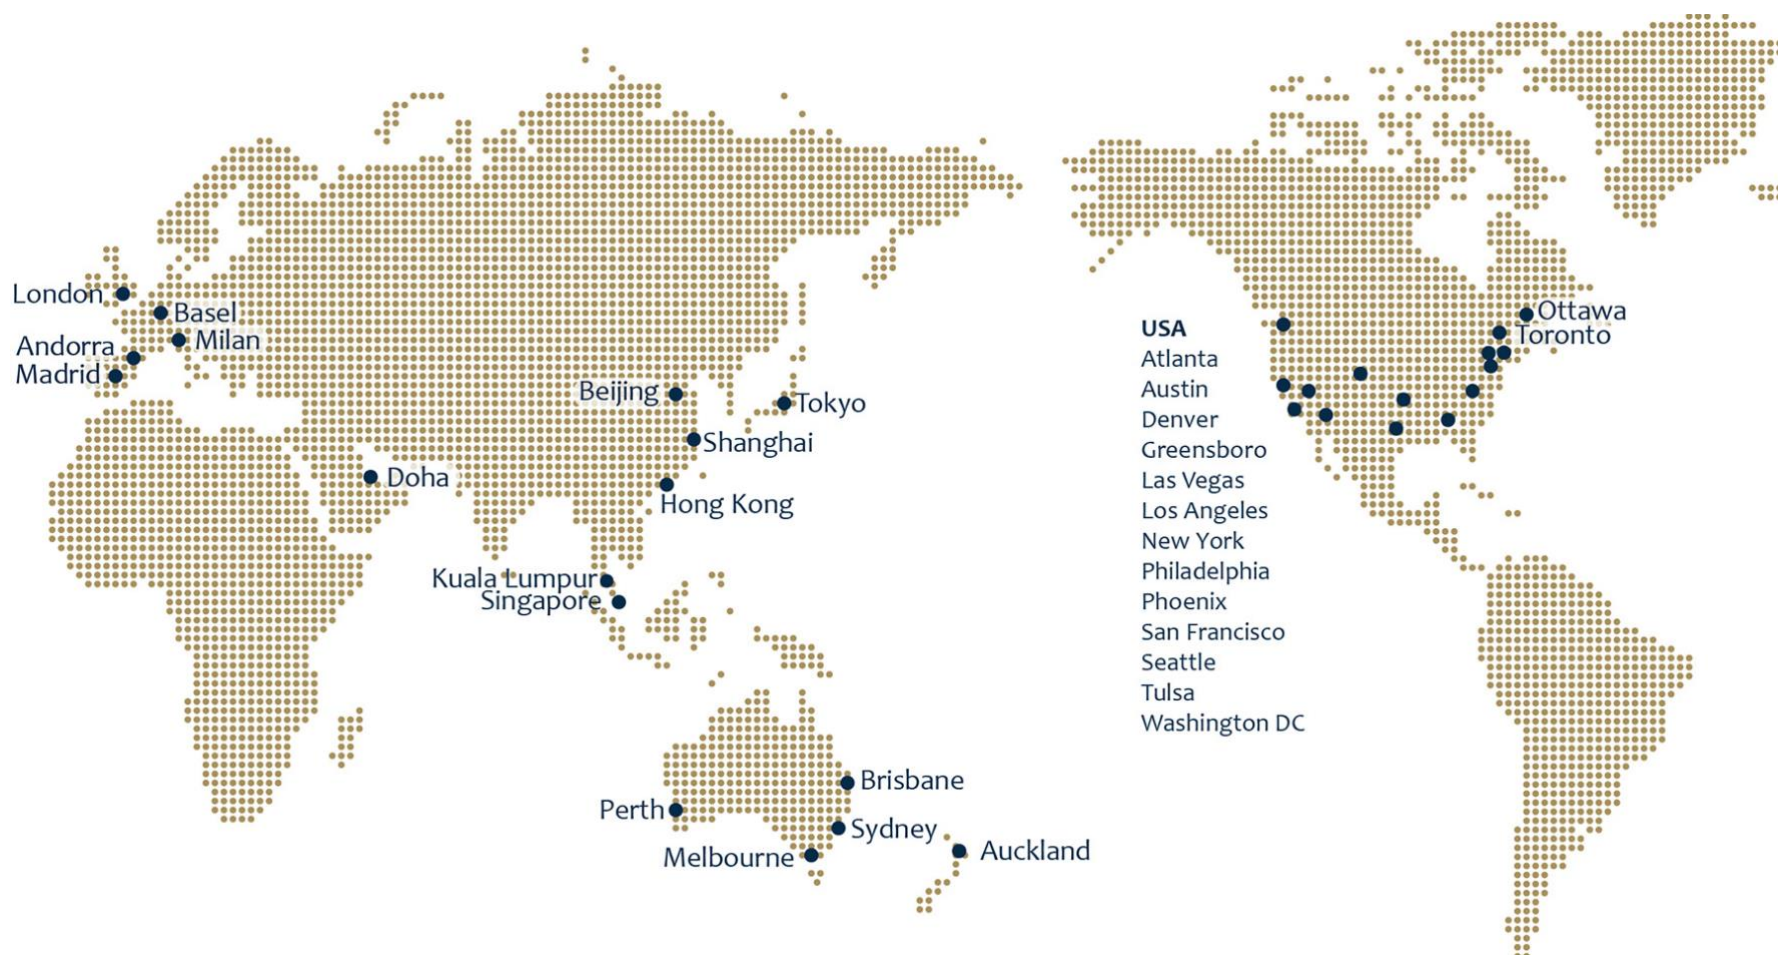 London
Basel
Milan
Andorra
Madrid
Beijing
Tokyo
Shanghai
Doha
Hong Kong
Kuala Lumpur
Singapore
Brisbane
Perth
Sydney
Melbourne
Auckland
USA
Atlanta
Austin
Denver
Greensboro
Las Vegas
Los Angeles
New York
Philadelphia
Phoenix
San Francisco
Seattle
Tulsa
Washington DC
Ottawa
Toronto